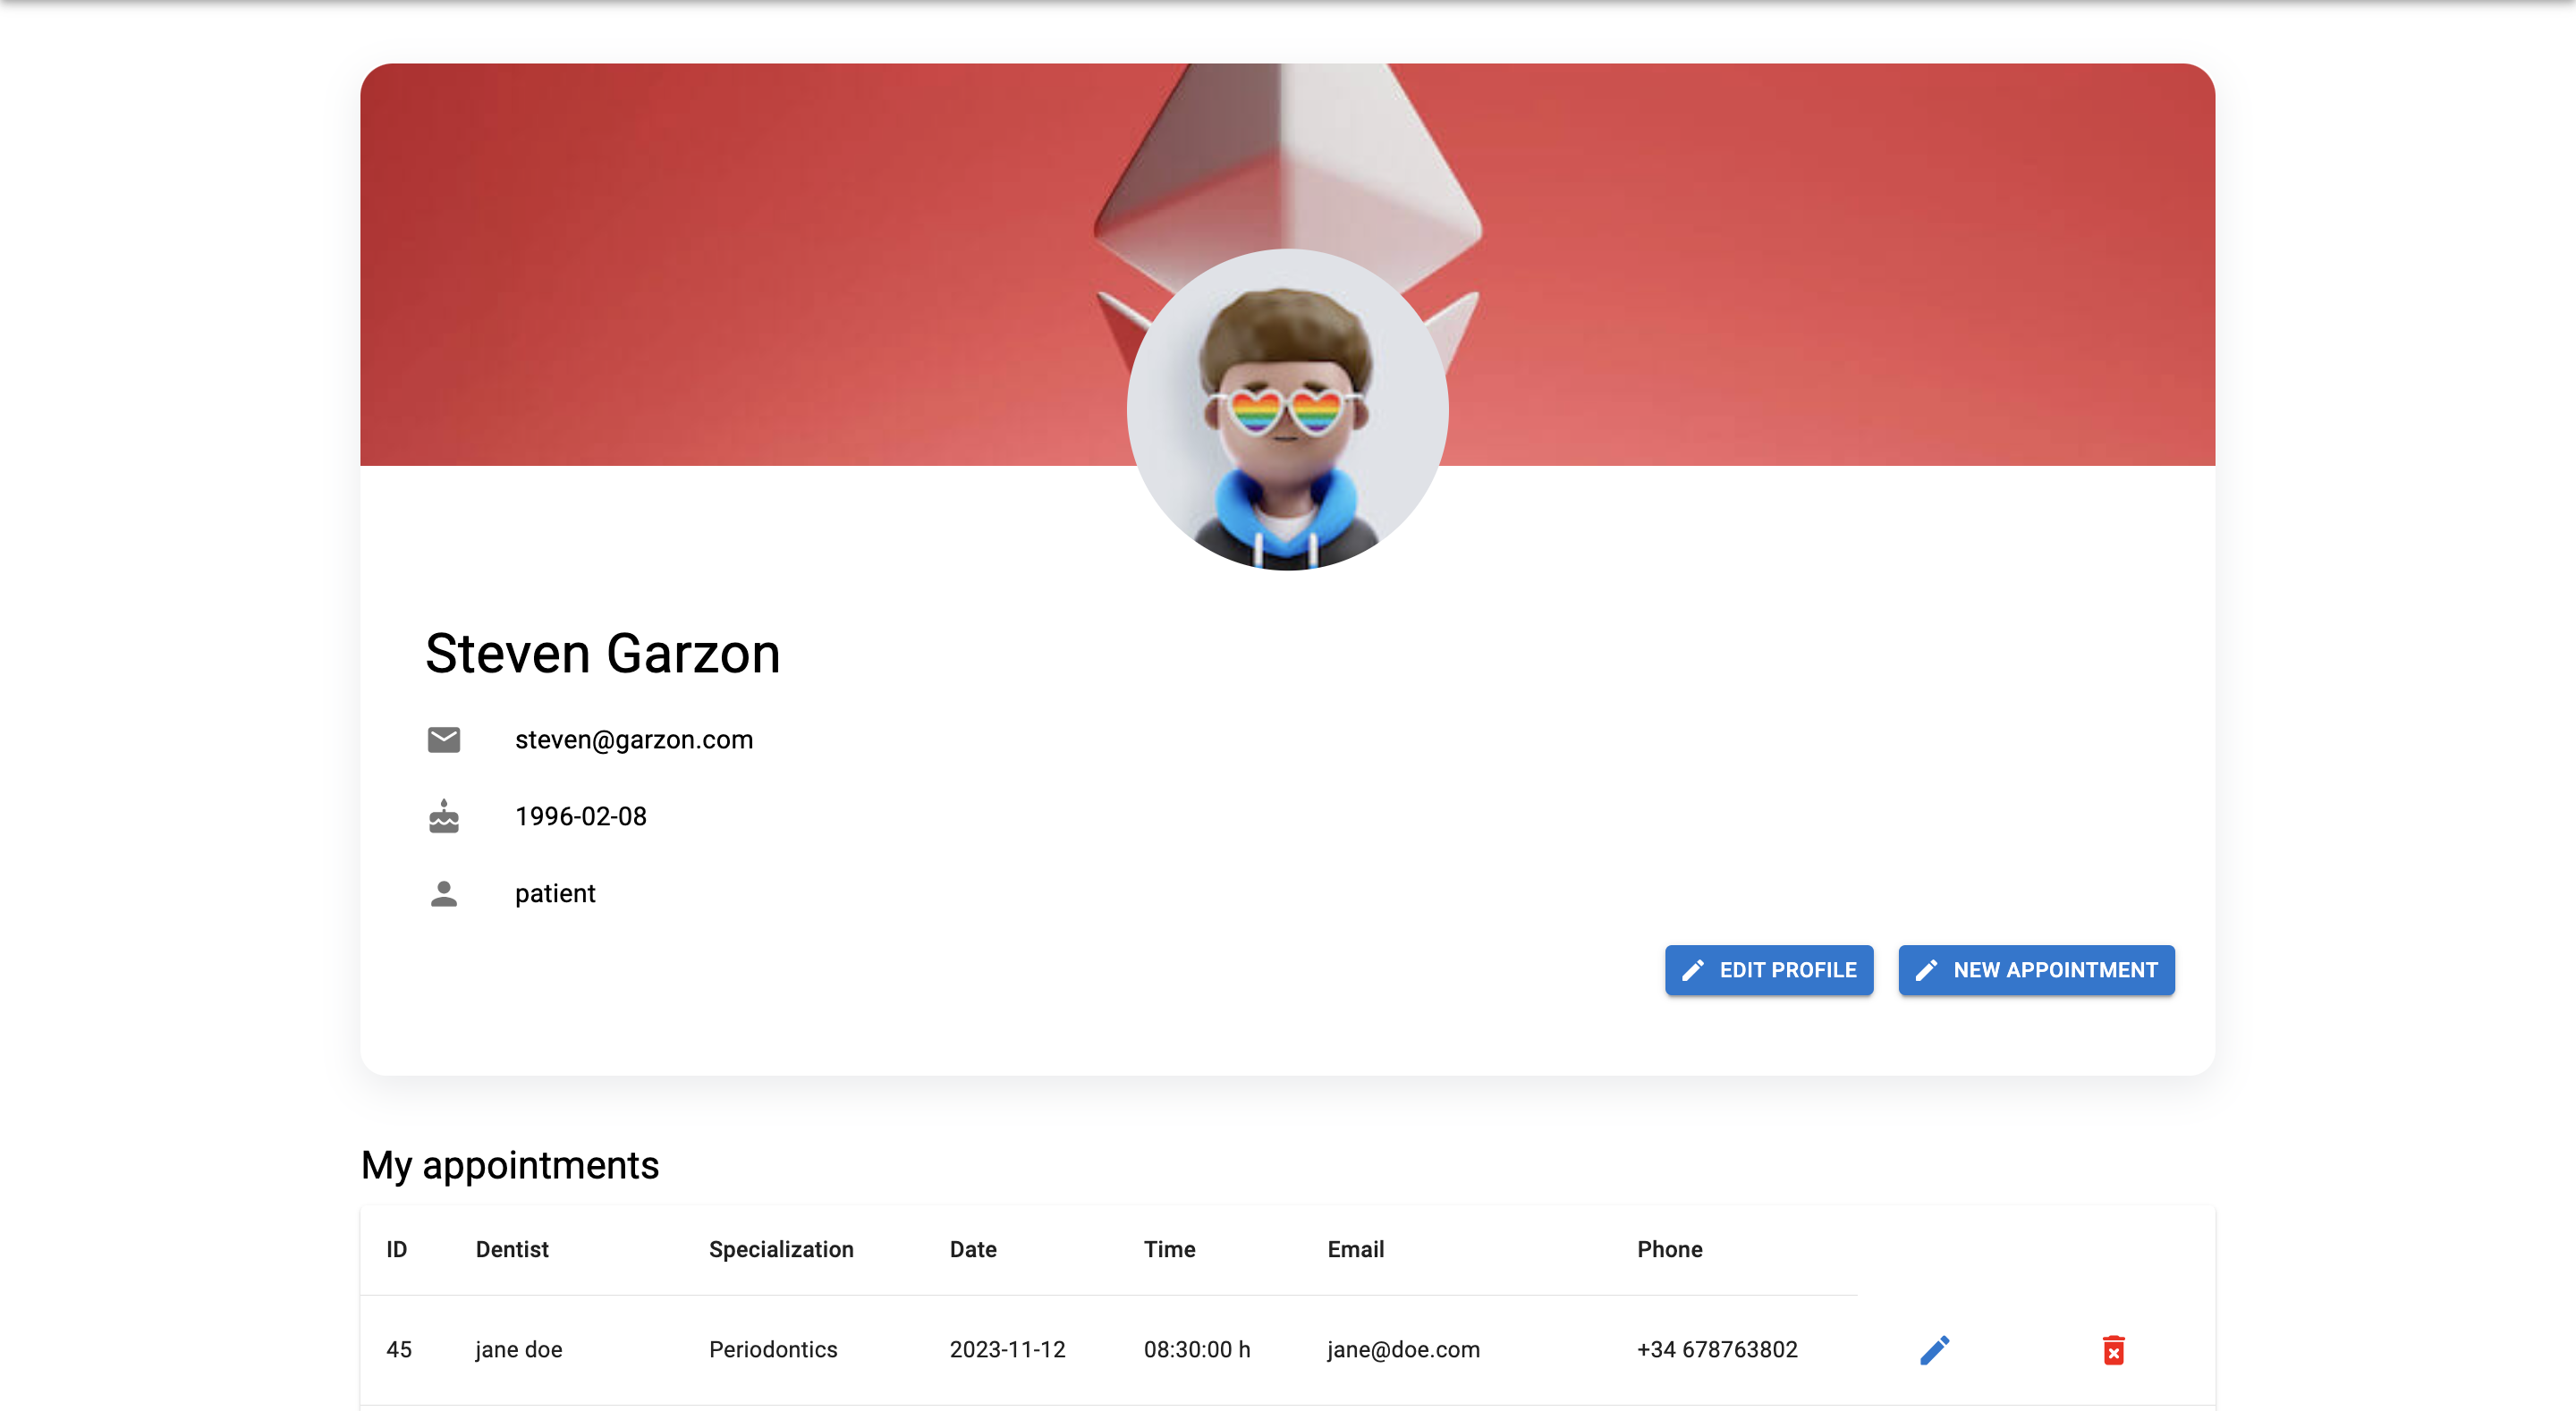 Steven Garzon
steven@garzon.com
1996-02-08
patient
EDIT PROFILE NEW APPOINTMENT
My appointments
ID Dentist Specialization Date Time Email Phone
45 jane doe Periodontics 2023-11-12 08:30:00 h jane@doe.com +34 678763802